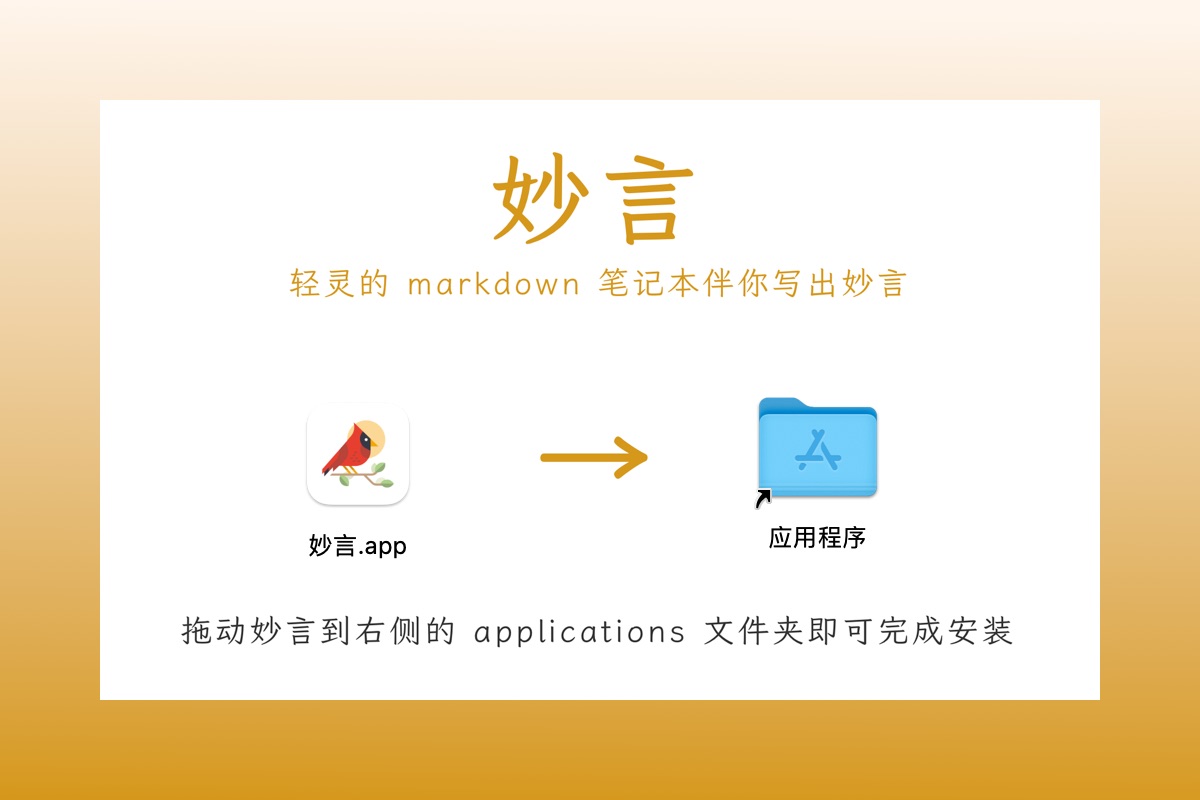 妙言
轻灵的 markdown 笔记本伴你写出妙言
妙言.app
应用程序
拖动妙言到右侧的 applications 文件夹即可完成安装